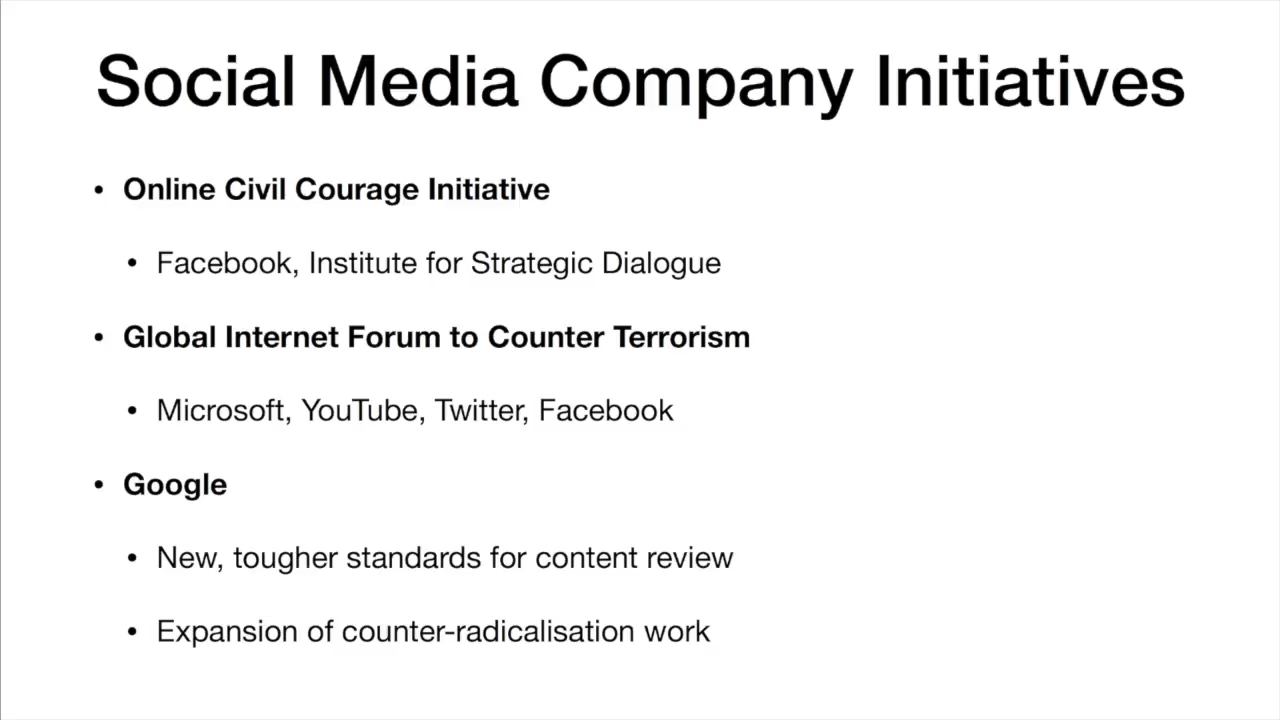 Social Media Company Initiatives
• Online Civil Courage Initiative
• Facebook, Institute for Strategic Dialogue
• Global Internet Forum to Counter Terrorism
• Microsoft, YouTube, Twitter, Facebook
• Google
• New, tougher standards for content review
• Expansion of counter-radicalisation work